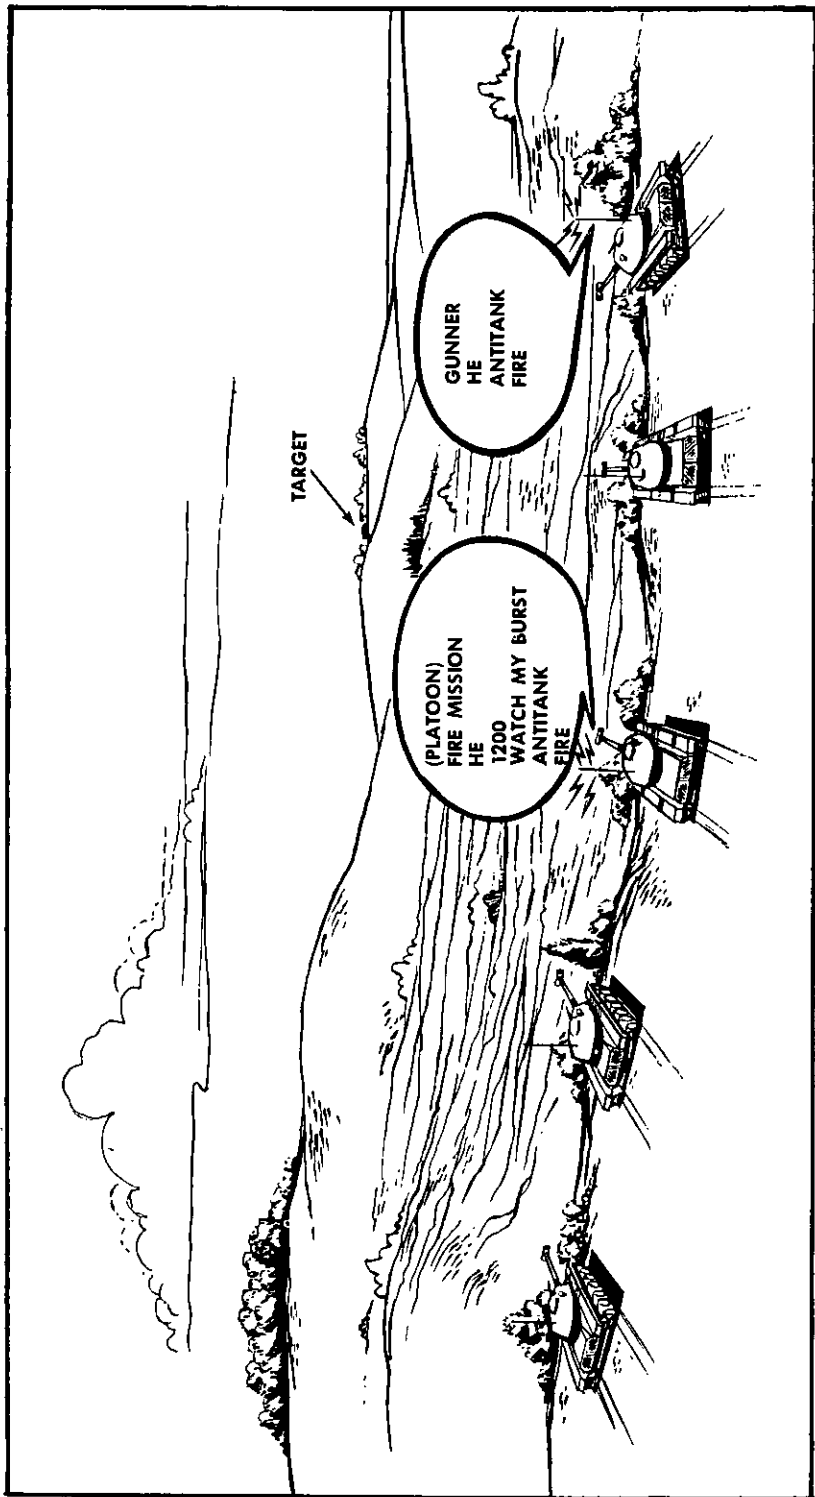 TARGET
(PLATOON)
FIRE MISSION
HE
1200
WATCH MY BURST
ANTITANK
FIRE
GUNNER
HE
ANTITANK
FIRE